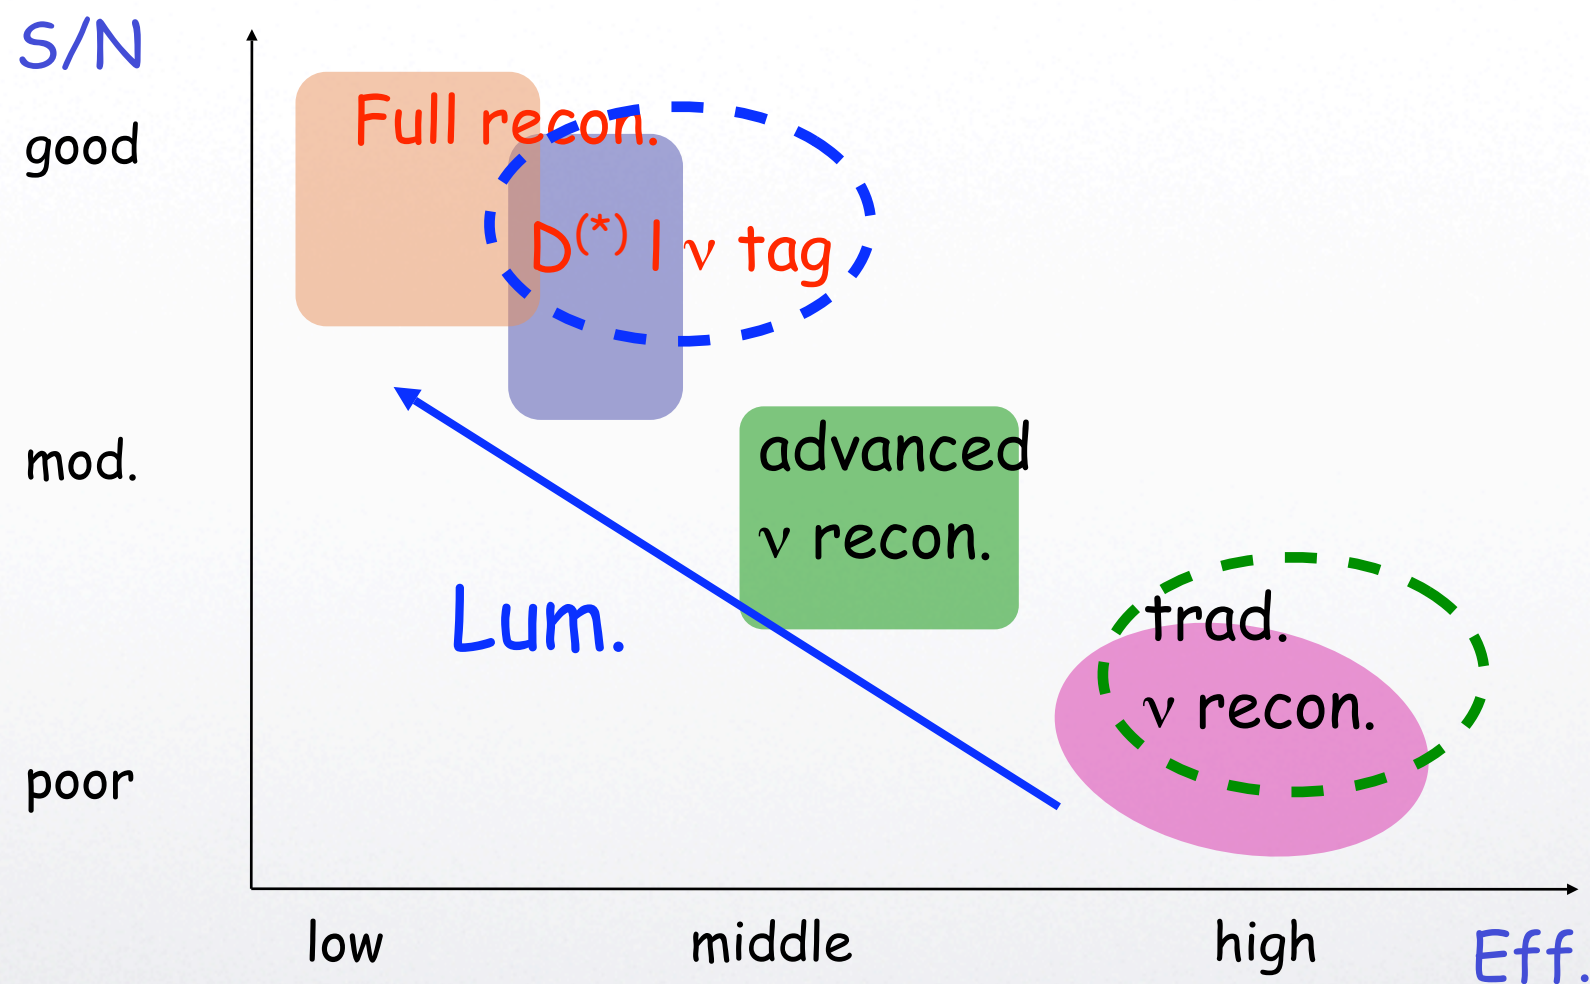 S/N
good
mod.
poor
Full recon.
D(*) l ν tag
advanced
ν recon.
Lum.
trad.
ν recon.
low
middle
high
Eff.